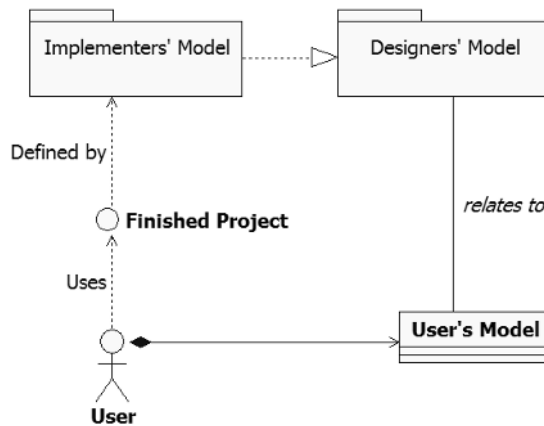 Implementers' Model
Designers' Model
Defined by
relates to
Finished Project
Uses
User's Model
User